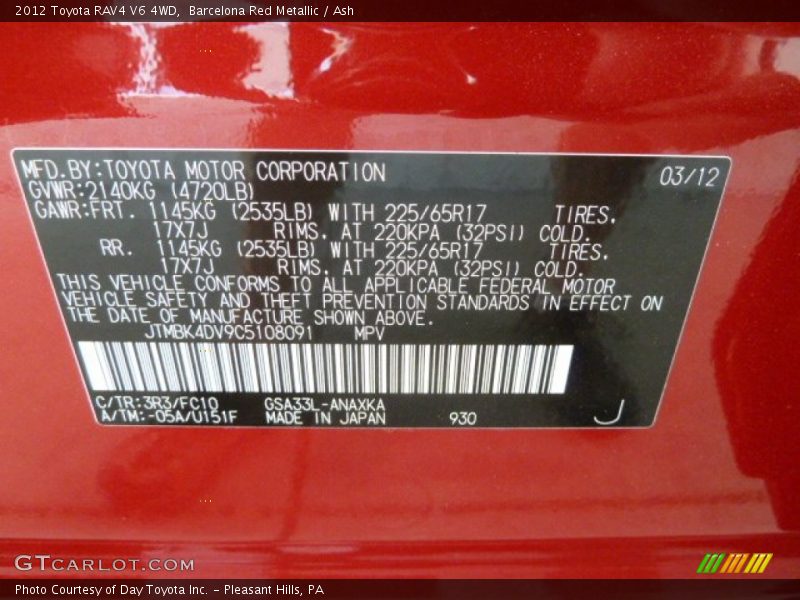 2012 Toyota RAV4 V6 4WD, Barcelona Red Metallic / Ash
MFD.BY:TOYOTA MOTOR CORPORATION 03/12
GVWR:2140KG (4720LB)
GAWR:FRT. 1145KG (2535LB) WITH 225/65R17 TIRES.
17X7J RIMS. AT 220KPA (32PSI) COLD.
RR. 1145KG (2535LB) WITH 225/65R17 TIRES.
17X7J RIMS. AT 220KPA (32PSI) COLD.
THIS VEHICLE CONFORMS TO ALL APPLICABLE FEDERAL MOTOR
VEHICLE SAFETY AND THEFT PREVENTION STANDARDS IN EFFECT ON
THE DATE OF MANUFACTURE SHOWN ABOVE.
JTMBK4DV9C5108091 MPV
C/TR:3R3/FC10 GSA33L-ANAXKA
A/TM:-05A/U151F MADE IN JAPAN 930 J
GTCARLOT.COM
Photo Courtesy of Day Toyota Inc. - Pleasant Hills, PA